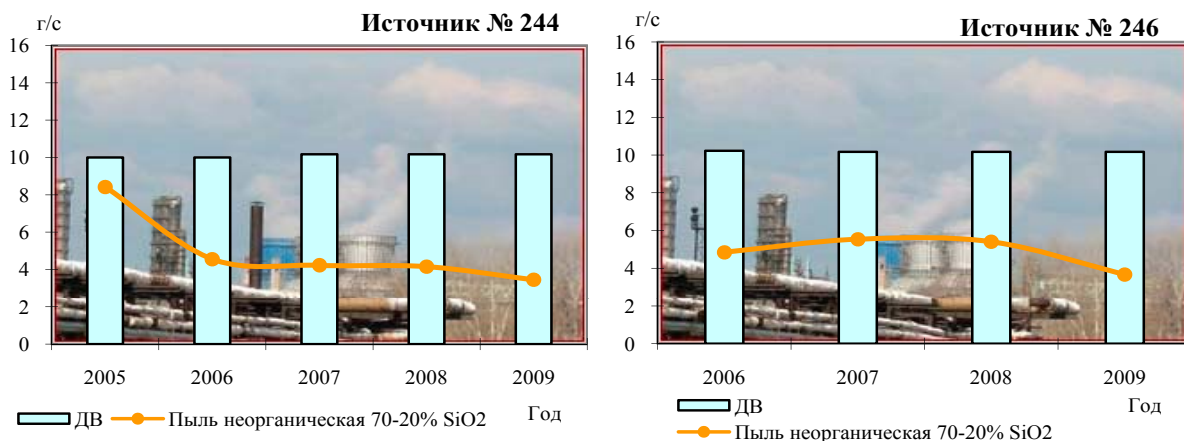 г/с
Источник № 244
16
14
12
10
8
6
4
2
0
2005 2006 2007 2008 2009
ДВ Пыль неорганическая 70-20% SiO2 Год
г/с
Источник № 246
16
14
12
10
8
6
4
2
0
2006 2007 2008 2009
ДВ Год
Пыль неорганическая 70-20% SiO2